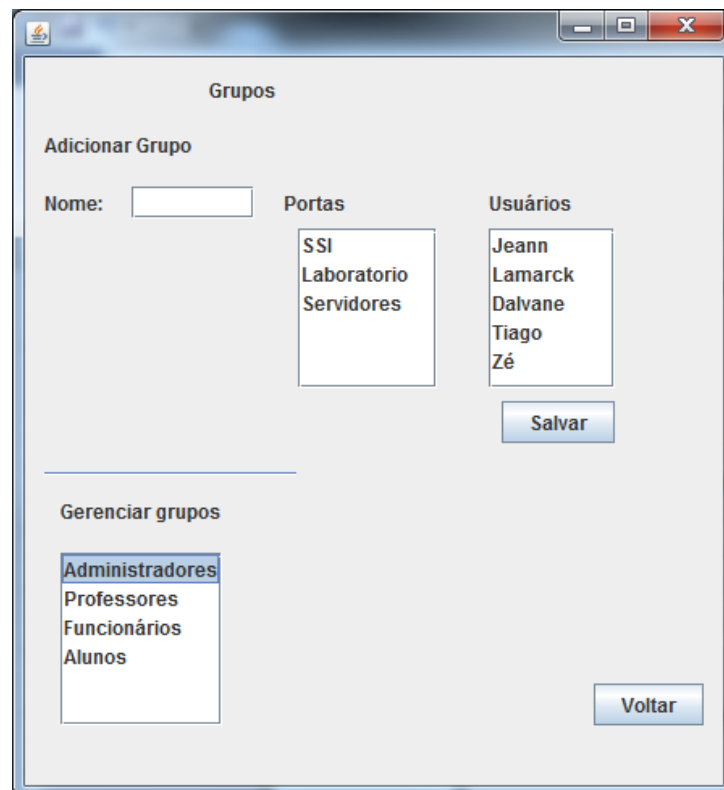 Grupos
Adicionar Grupo
Nome:
Portas
Usuários
SSI
Laboratorio
Servidores
Jeann
Lamarck
Dalvane
Tiago
Zé
Salvar
Gerenciar grupos
Administradores
Professores
Funcionários
Alunos
Voltar